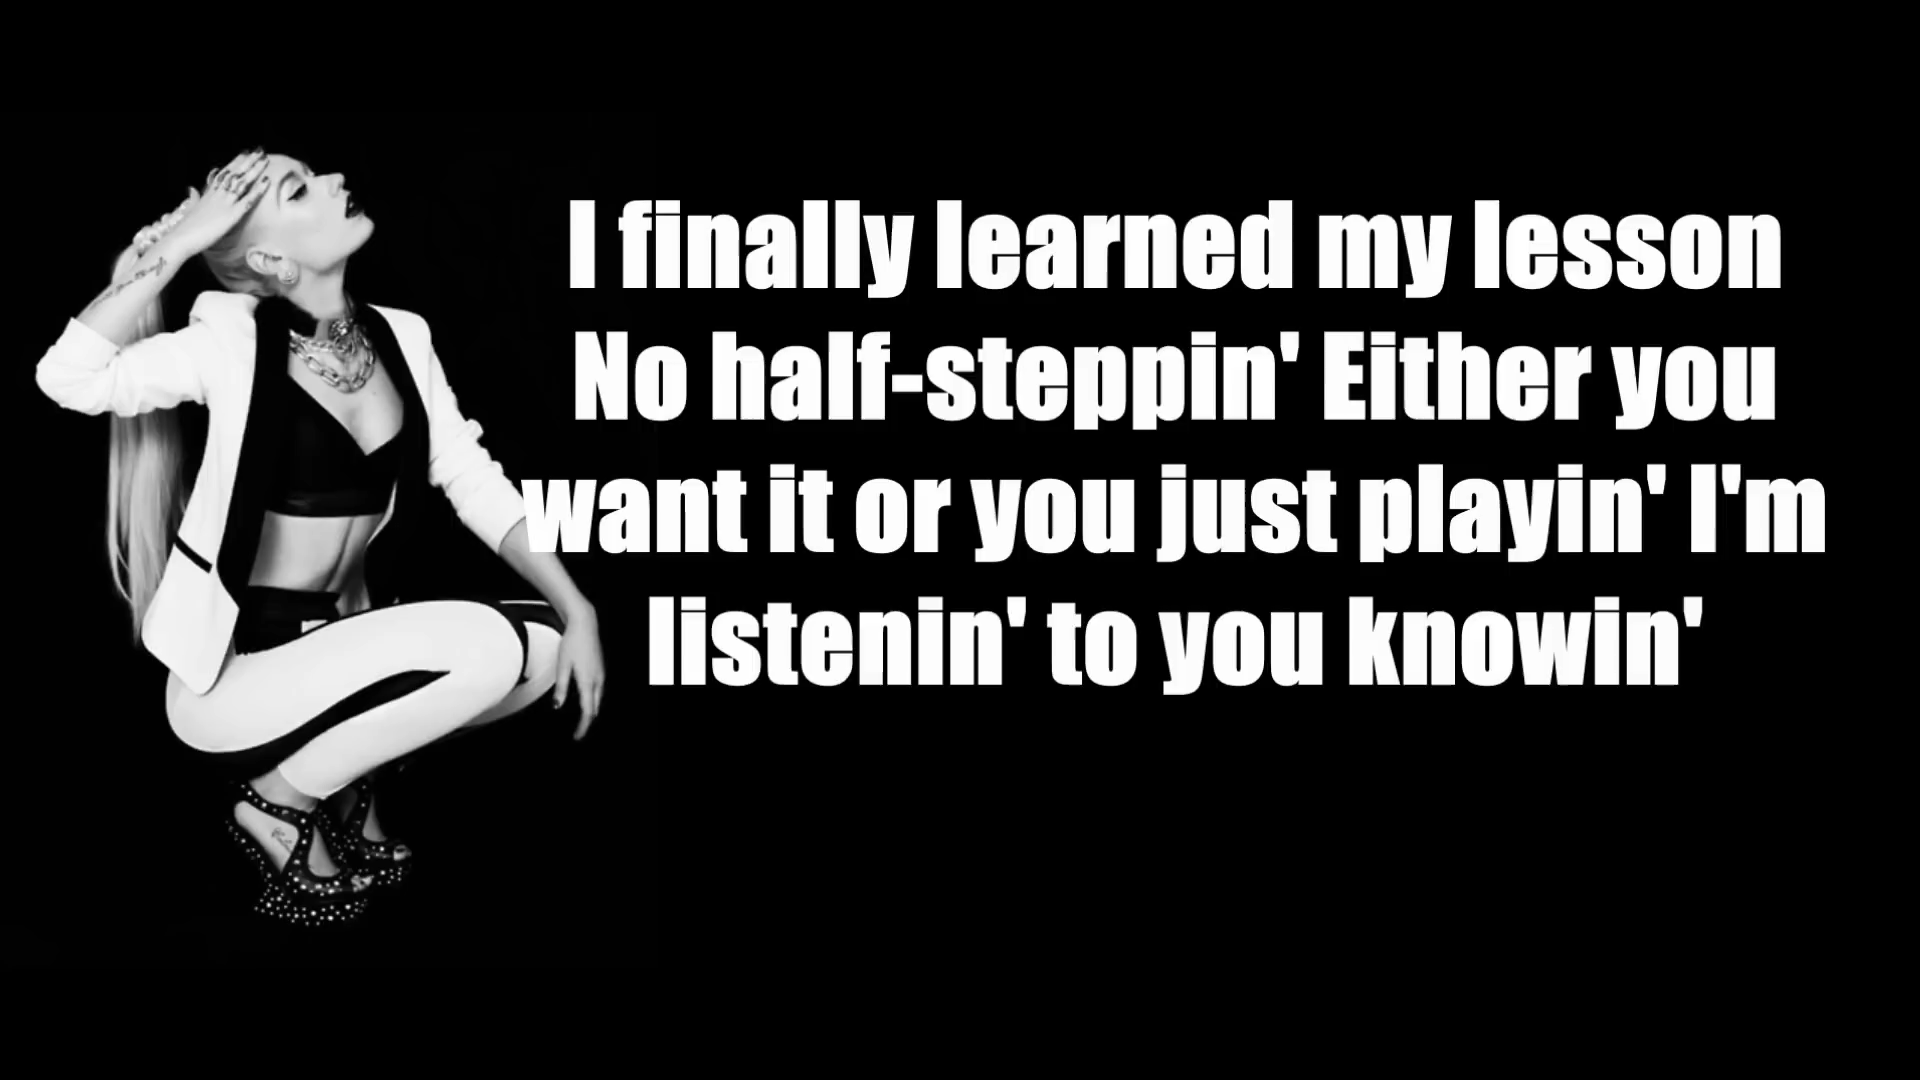 I finally learned my lesson
No half-steppin' Either you
want it or you just playin' I'm
listenin' to you knowin'